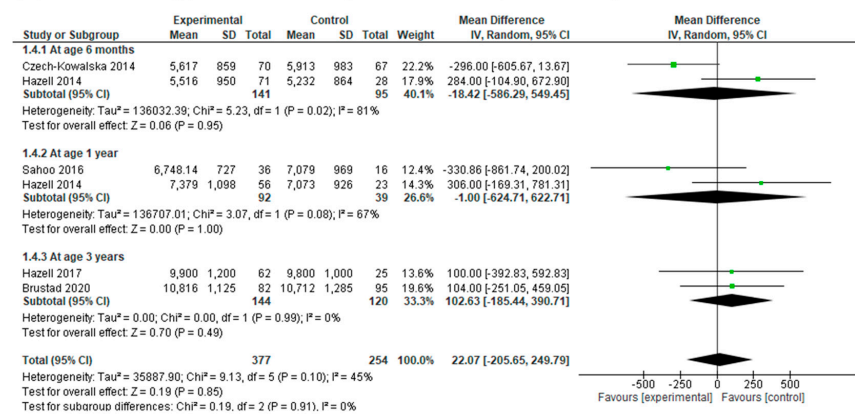 Experimental Control Mean Difference Mean Difference
Study or Subgroup Mean SD Total Mean SD Total Weight IV, Random, 95% CI IV, Random, 95% CI
1.4.1 At age 6 months
Czech-Kowalska 2014 5,617 859 70 5,913 983 67 22.2% -296.00 [-605.67, 13.67]
Hazell 2014 5,516 950 71 5,232 864 28 17.9% 284.00 [-104.90, 672.90]
Subtotal (95% CI) 141 95 40.1% -18.42 [-586.29, 549.45]
Heterogeneity: Tau² = 136032.39; Chi² = 5.23, df = 1 (P = 0.02); I² = 81%
Test for overall effect: Z = 0.06 (P = 0.95)
1.4.2 At age 1 year
Sahoo 2016 6,748.14 727 36 7,079 969 16 12.4% -330.86 [-861.74, 200.02]
Hazell 2014 7,379 1,098 56 7,073 926 23 14.3% 306.00 [-169.31, 781.31]
Subtotal (95% CI) 92 39 26.6% -1.00 [-624.71, 622.71]
Heterogeneity: Tau² = 136707.01; Chi² = 3.07, df = 1 (P = 0.08); I² = 67%
Test for overall effect: Z = 0.00 (P = 1.00)
1.4.3 At age 3 years
Hazell 2017 9,900 1,200 62 9,800 1,000 25 13.6% 100.00 [-392.83, 592.83]
Brustad 2020 10,816 1,125 82 10,712 1,285 95 19.6% 104.00 [-251.05, 459.05]
Subtotal (95% CI) 144 120 33.3% 102.63 [-185.44, 390.71]
Heterogeneity: Tau² = 0.00; Chi² = 0.00, df = 1 (P = 0.99); I² = 0%
Test for overall effect: Z = 0.70 (P = 0.49)
Total (95% CI) 377 254 100.0% 22.07 [-205.65, 249.79]
Heterogeneity: Tau² = 35887.90; Chi² = 9.13, df = 5 (P = 0.10); I² = 45%
Test for overall effect: Z = 0.19 (P = 0.85)
Test for subgroup differences: Chi² = 0.19, df = 2 (P = 0.91), I² = 0%
-500 -250 0 250 500
Favours [experimental] Favours [control]